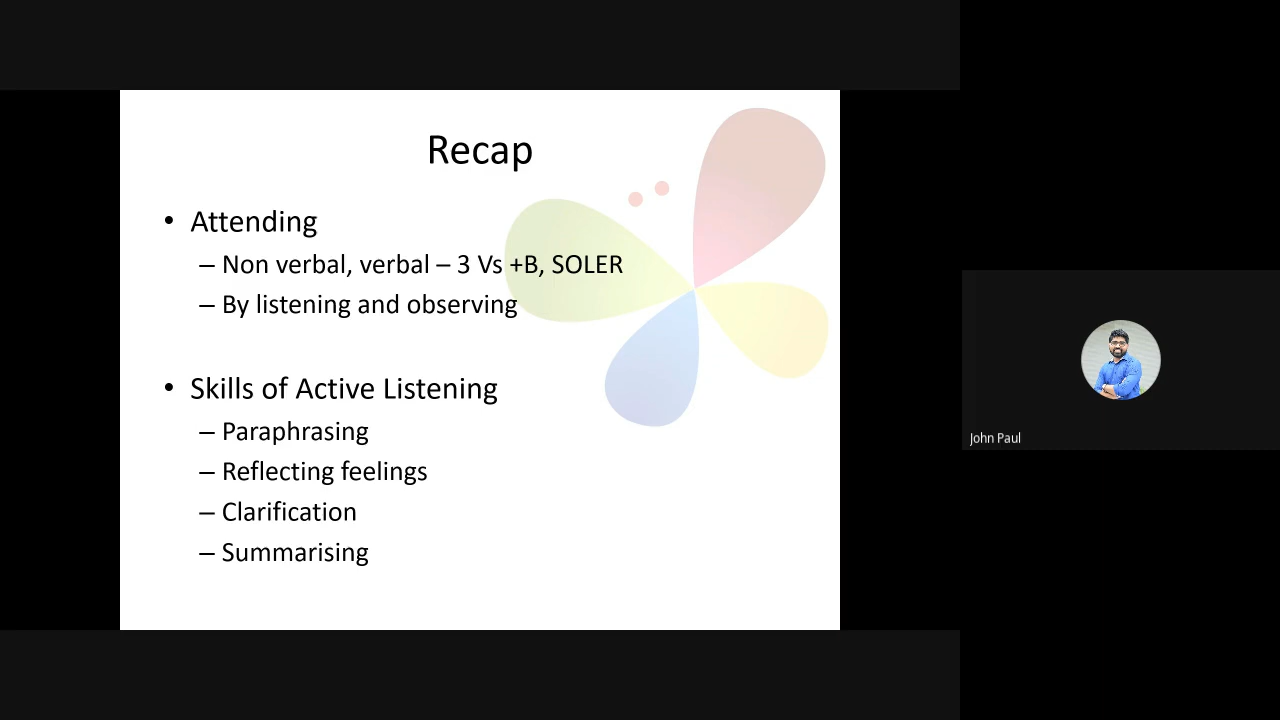 Recap
• Attending
– Non verbal, verbal – 3 Vs +B, SOLER
– By listening and observing
• Skills of Active Listening
– Paraphrasing
– Reflecting feelings
– Clarification
– Summarising
John Paul